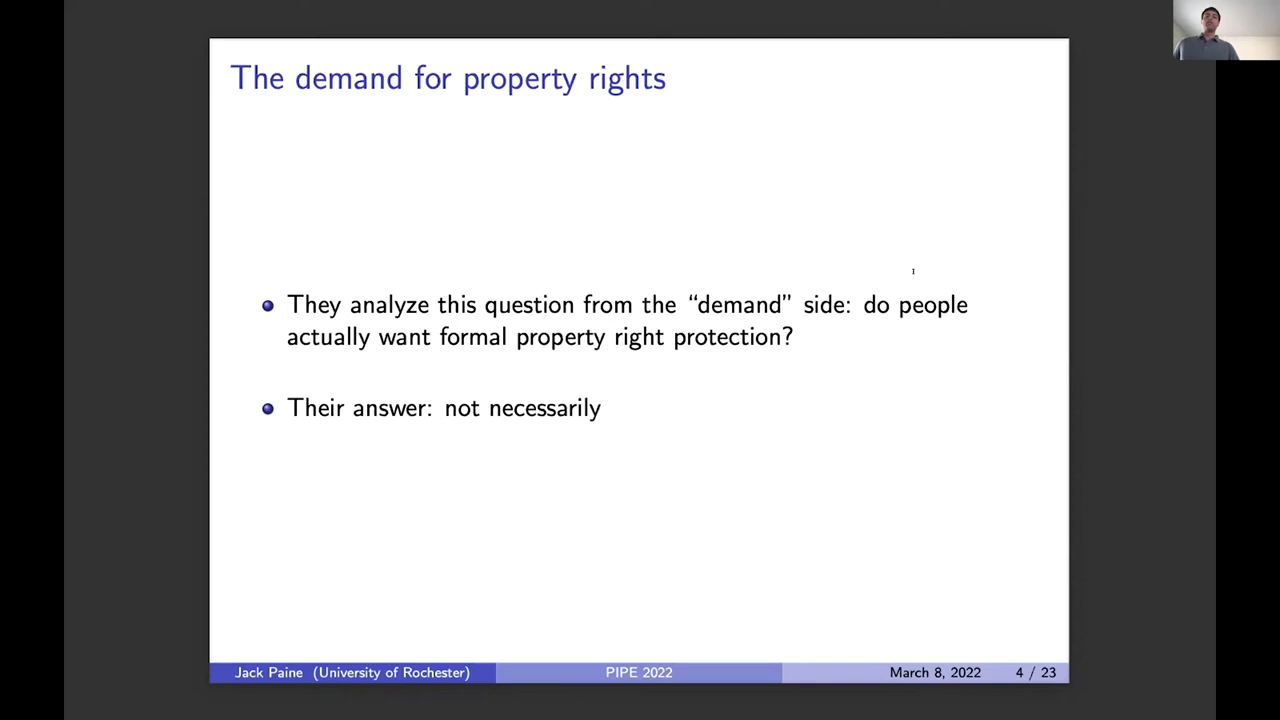 The demand for property rights
They analyze this question from the “demand” side: do people
actually want formal property right protection?
Their answer: not necessarily
Jack Paine (University of Rochester) PIPE 2022 March 8, 2022 4 / 23